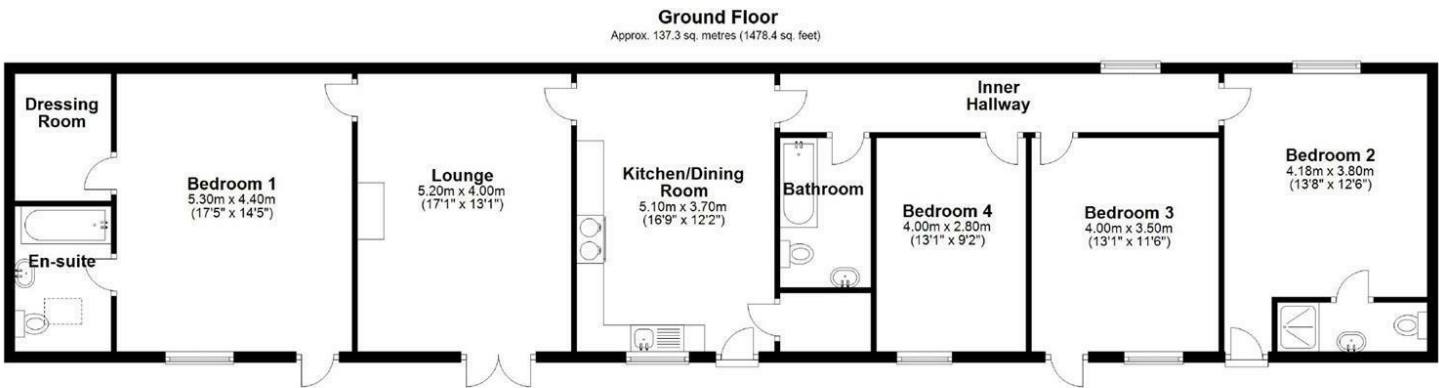 Ground Floor
Approx. 137.3 sq. metres (1478.4 sq. feet)
Dressing
Room
Bedroom 1
5.30m x 4.40m
(17'5" x 14'5")
En-suite
Lounge
5.20m x 4.00m
(17'1" x 13'1")
Kitchen/Dining
Room
5.10m x 3.70m
(16'9" x 12'2")
Inner
Hallway
Bathroom
Bedroom 4
4.00m x 2.80m
(13'1" x 9'2")
Bedroom 3
4.00m x 3.50m
(13'1" x 11'6")
Bedroom 2
4.18m x 3.80m
(13'8" x 12'6")